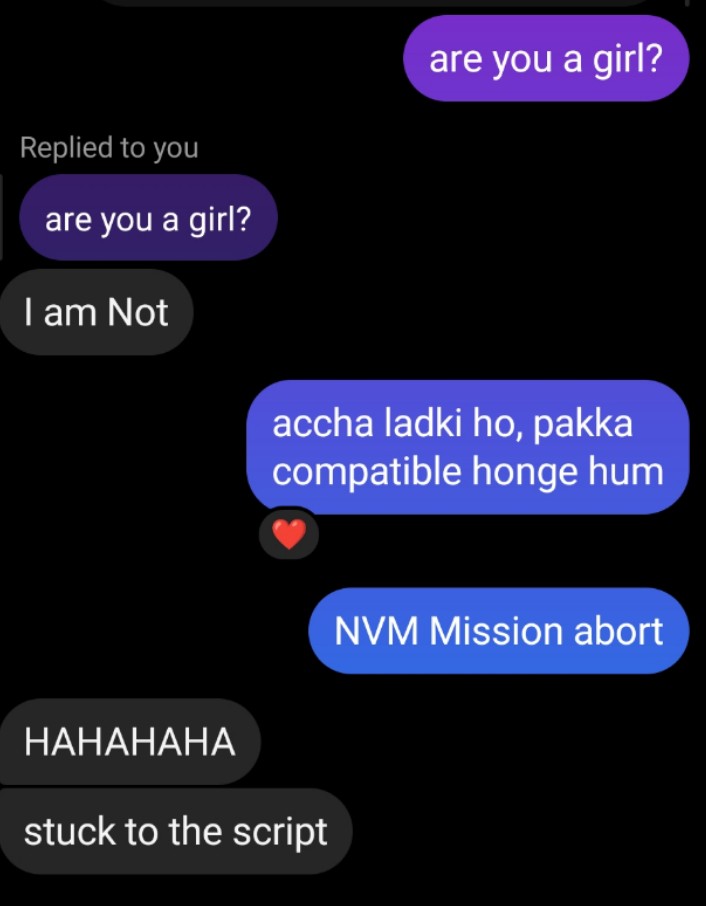 are you a girl?
Replied to you
are you a girl?
I am Not
accha ladki ho, pakka
compatible honge hum
NVM Mission abort
HAHAHAHA
stuck to the script